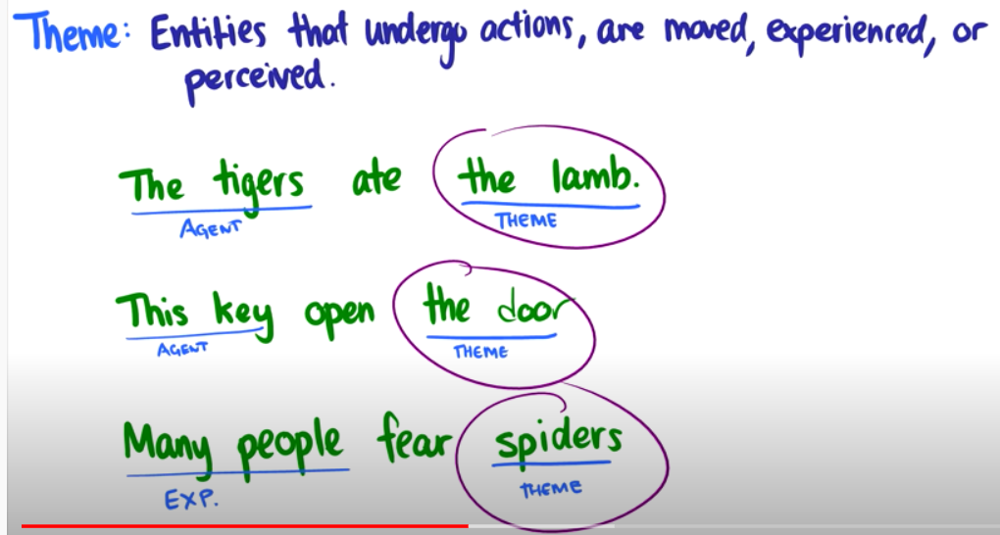 Theme: Entities that undergo actions, are moved, experienced, or
perceived.
The tigers ate the lamb.
AGENT THEME
This key open the door
AGENT THEME
Many people fear spiders
EXP. THEME